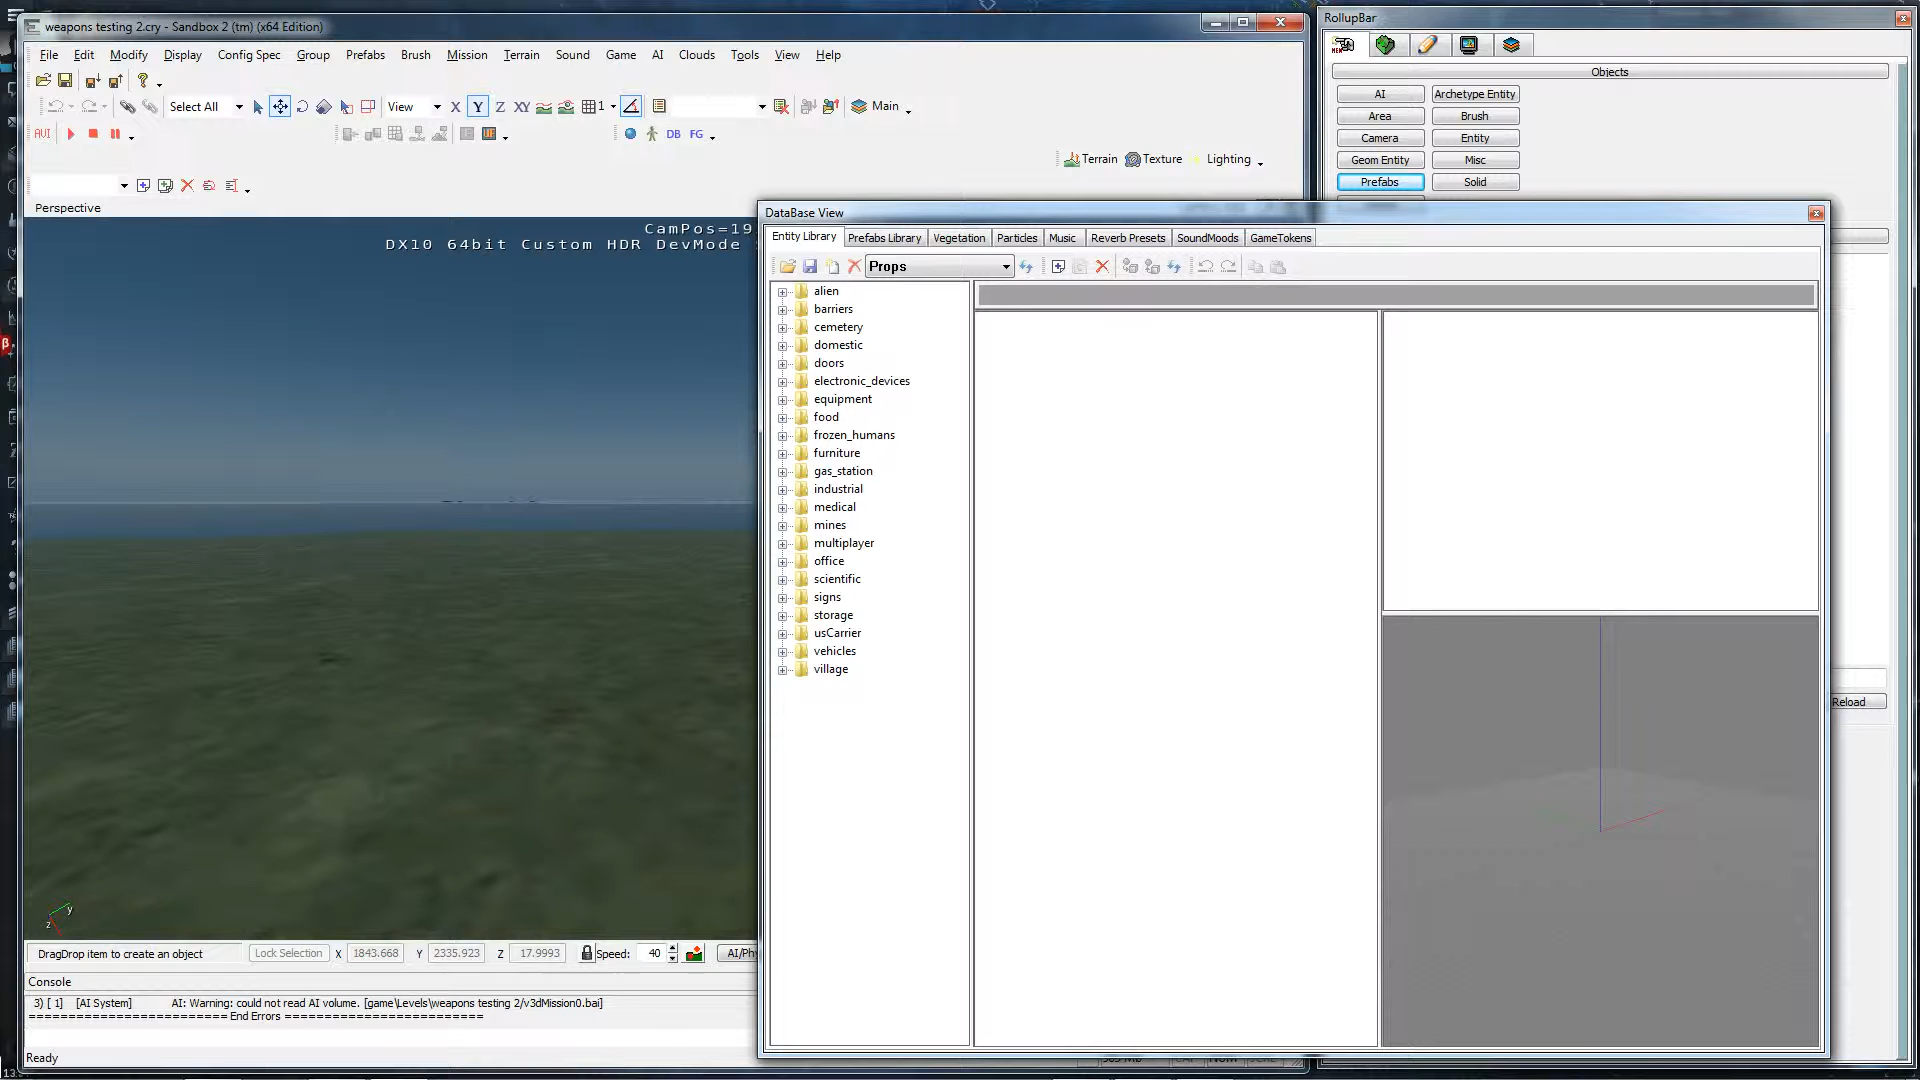 weapons testing 2.cry - Sandbox 2 (tm) (x64 Edition)
RollupBar
File Edit Modify Display Config Spec Group Prefabs Brush Mission Terrain Sound Game AI Clouds Tools View Help
Objects
AI Archetype Entity
Area Brush
Camera Entity
Geom Entity Misc
Prefabs Solid
Select All View X Y Z XY 1 Main
AVI DB FG
Terrain Texture Lighting
Perspective
CamPos=19
DX10 64bit Custom HDR DevMode
DataBase View
Entity Library Prefabs Library Vegetation Particles Music Reverb Presets SoundMoods GameTokens
Props
alien
barriers
cemetery
domestic
doors
electronic_devices
equipment
food
frozen_humans
furniture
gas_station
industrial
medical
mines
multiplayer
office
scientific
signs
storage
usCarrier
vehicles
village
Reload
y
z
DragDrop item to create an object Lock Selection X 1843.668 Y 2335.923 Z 17.9993 Speed: 40 AI/Phy
Console
3) [ 1] [AI System] AI: Warning: could not read AI volume. [game\Levels\weapons testing 2/v3dMission0.bai]
========================= End Errors =========================
Ready